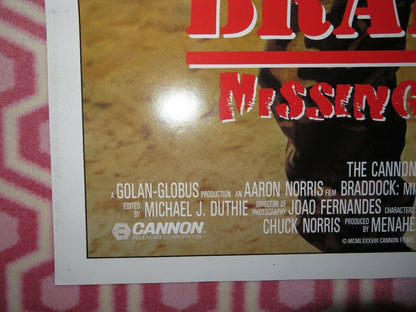 BRA
MISSING
THE CANNON
A GOLAN-GLOBUS PRODUCTION AN AARON NORRIS FILM BRADDOCK: MI
EDITED BY MICHAEL J. DUTHIE DIRECTOR OF PHOTOGRAPHY JOAO FERNANDES CHARACTERS
CANNON CHUCK NORRIS PRODUCED BY MENAHE
RELEASING CORPORATION
© MCMLXXXVIII CANNON FILMS,